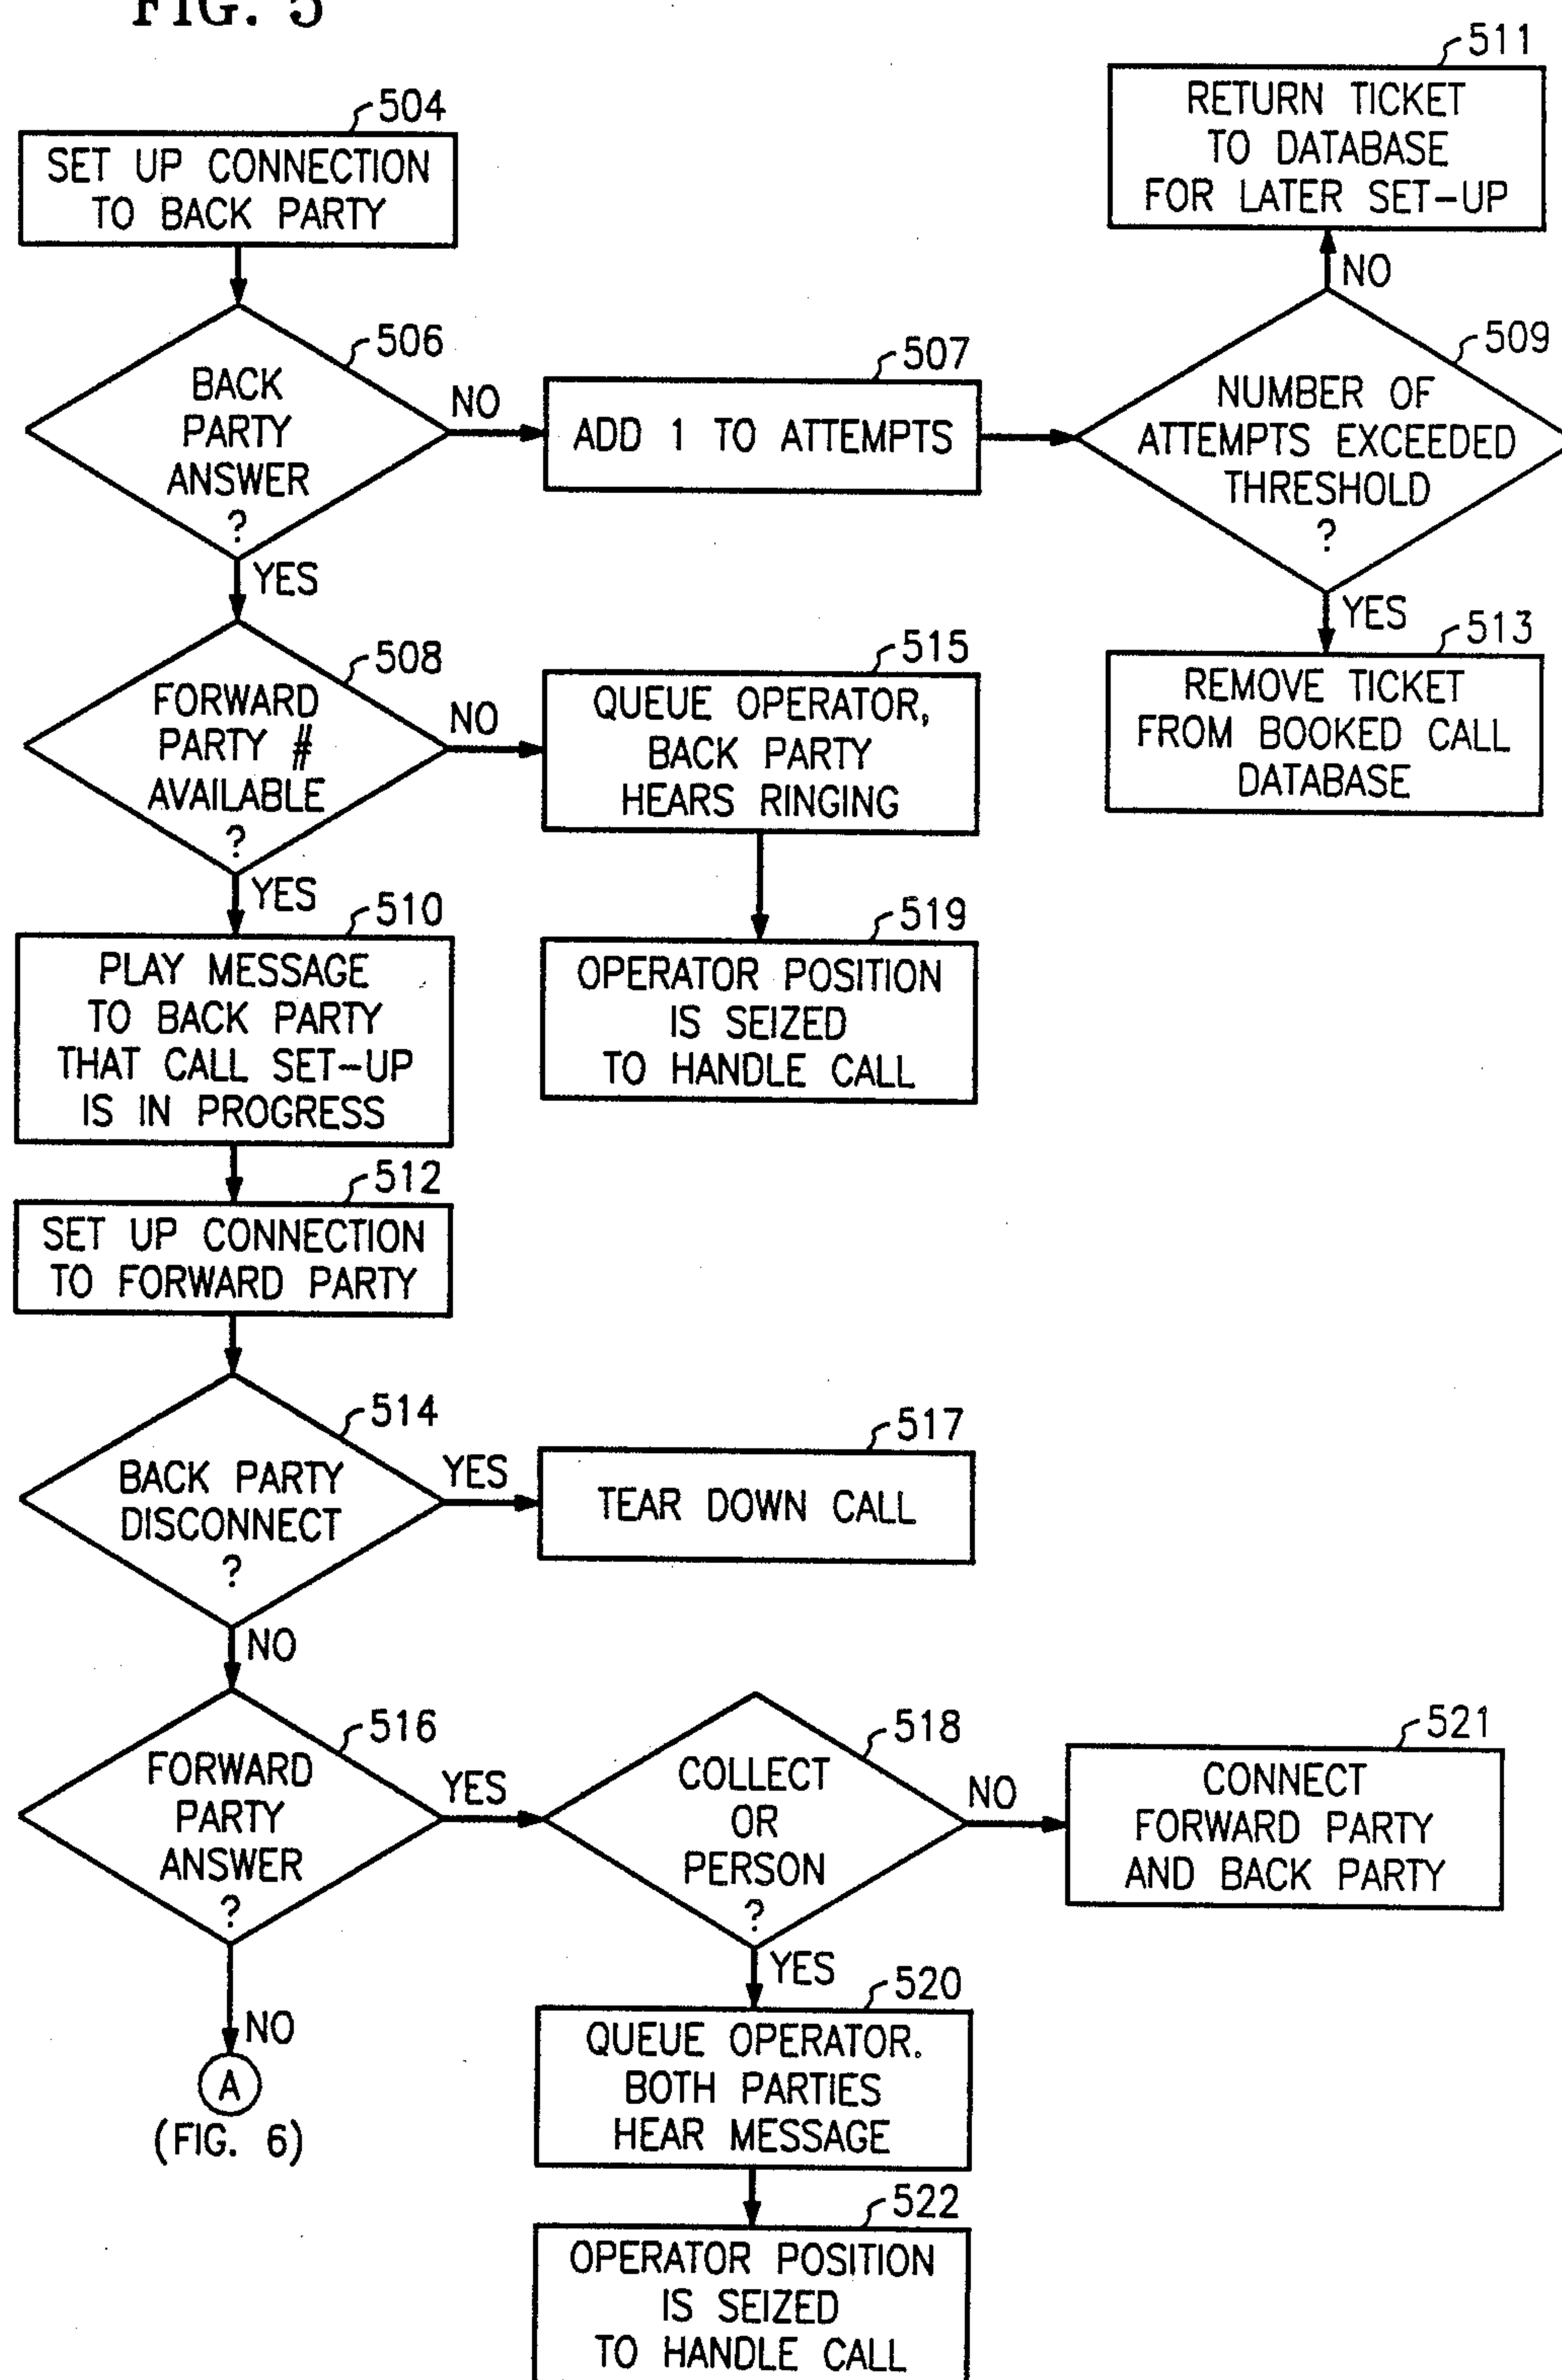 FIG. 5
504
SET UP CONNECTION
TO BACK PARTY
506
BACK
PARTY
ANSWER
?
NO
YES
507
ADD 1 TO ATTEMPTS
509
NUMBER OF
ATTEMPTS EXCEEDED
THRESHOLD
?
NO
YES
511
RETURN TICKET
TO DATABASE
FOR LATER SET-UP
513
REMOVE TICKET
FROM BOOKED CALL
DATABASE
508
FORWARD
PARTY #
AVAILABLE
?
NO
YES
515
QUEUE OPERATOR,
BACK PARTY
HEARS RINGING
519
OPERATOR POSITION
IS SEIZED
TO HANDLE CALL
510
PLAY MESSAGE
TO BACK PARTY
THAT CALL SET-UP
IS IN PROGRESS
512
SET UP CONNECTION
TO FORWARD PARTY
514
BACK PARTY
DISCONNECT
?
YES
NO
517
TEAR DOWN CALL
516
FORWARD
PARTY
ANSWER
?
YES
NO
A
(FIG. 6)
518
COLLECT
OR
PERSON
?
NO
YES
521
CONNECT
FORWARD PARTY
AND BACK PARTY
520
QUEUE OPERATOR.
BOTH PARTIES
HEAR MESSAGE
522
OPERATOR POSITION
IS SEIZED
TO HANDLE CALL